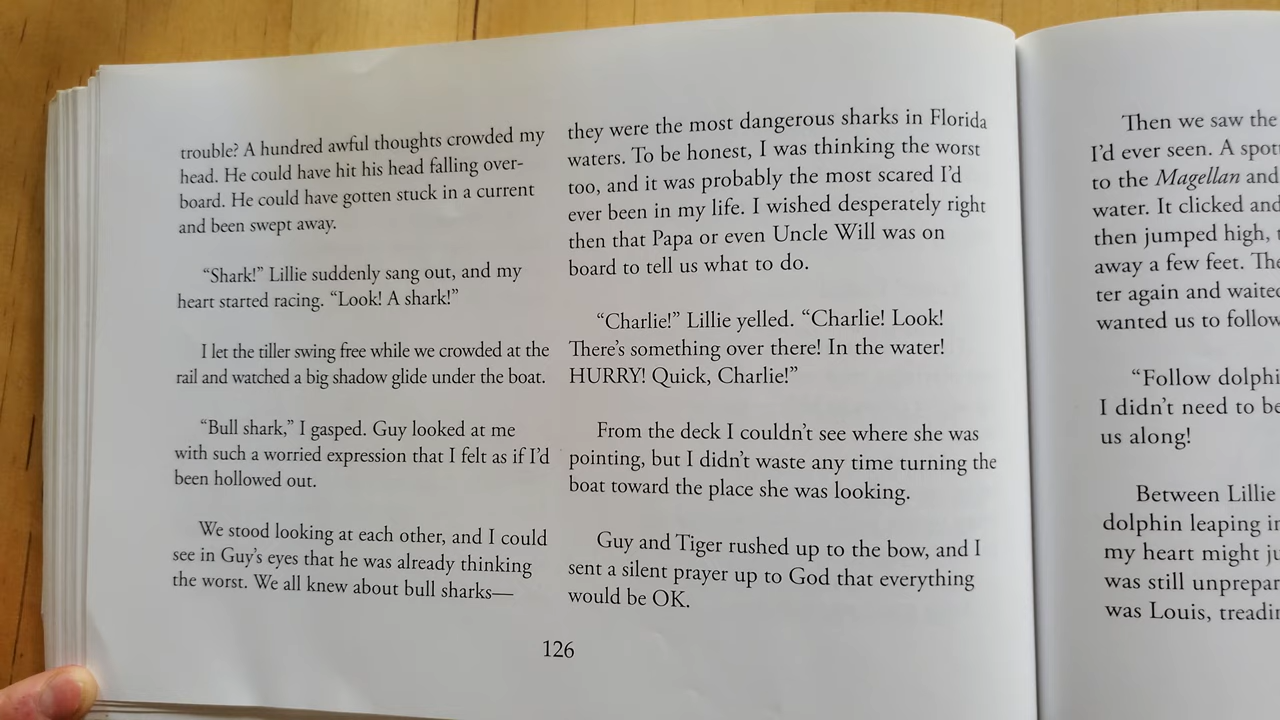 trouble? A hundred awful thoughts crowded my
head. He could have hit his head falling over-
board. He could have gotten stuck in a current
and been swept away.
“Shark!” Lillie suddenly sang out, and my
heart started racing. “Look! A shark!”
I let the tiller swing free while we crowded at the
rail and watched a big shadow glide under the boat.
“Bull shark,” I gasped. Guy looked at me
with such a worried expression that I felt as if I’d
been hollowed out.
We stood looking at each other, and I could
see in Guy’s eyes that he was already thinking
the worst. We all knew about bull sharks—
they were the most dangerous sharks in Florida
waters. To be honest, I was thinking the worst
too, and it was probably the most scared I’d
ever been in my life. I wished desperately right
then that Papa or even Uncle Will was on
board to tell us what to do.
“Charlie!” Lillie yelled. “Charlie! Look!
There’s something over there! In the water!
HURRY! Quick, Charlie!”
From the deck I couldn’t see where she was
pointing, but I didn’t waste any time turning the
boat toward the place she was looking.
Guy and Tiger rushed up to the bow, and I
sent a silent prayer up to God that everything
would be OK.
126
Then we saw the
I’d ever seen. A
to the Magellan and
water. It clicked and
then jumped high,
away a few feet.
ter again and
wanted us to
“Follow
I didn’t need to
us along!
Between Lillie
dolphin leaping
my heart might
was still
was Louis,